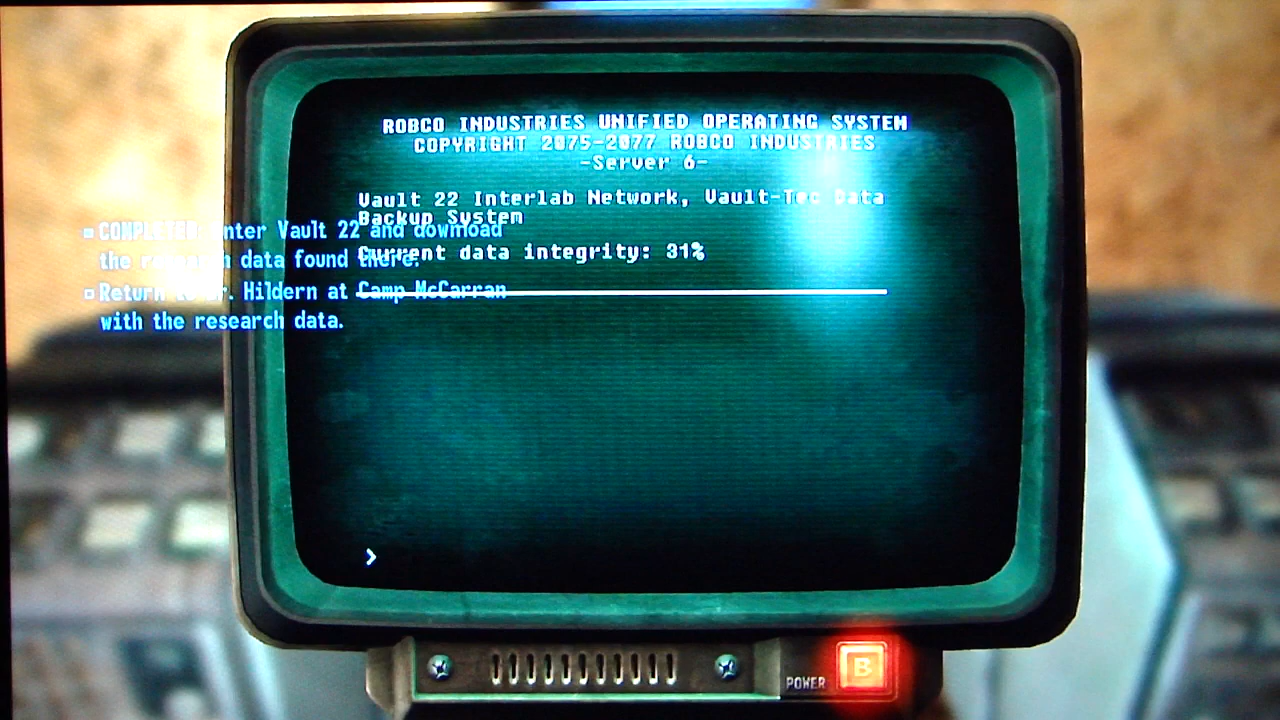 ROBCO INDUSTRIES UNIFIED OPERATING SYSTEM
COPYRIGHT 2075-2077 ROBCO INDUSTRIES
-Server 6-
Vault 22 Interlab Network, Vault-Tec Data
Backup System
Current data integrity: 31%
COMPLETED: Enter Vault 22 and download
the research data found there.
Return to Dr. Hildern at Camp McCarran
with the research data.
>
POWER
B